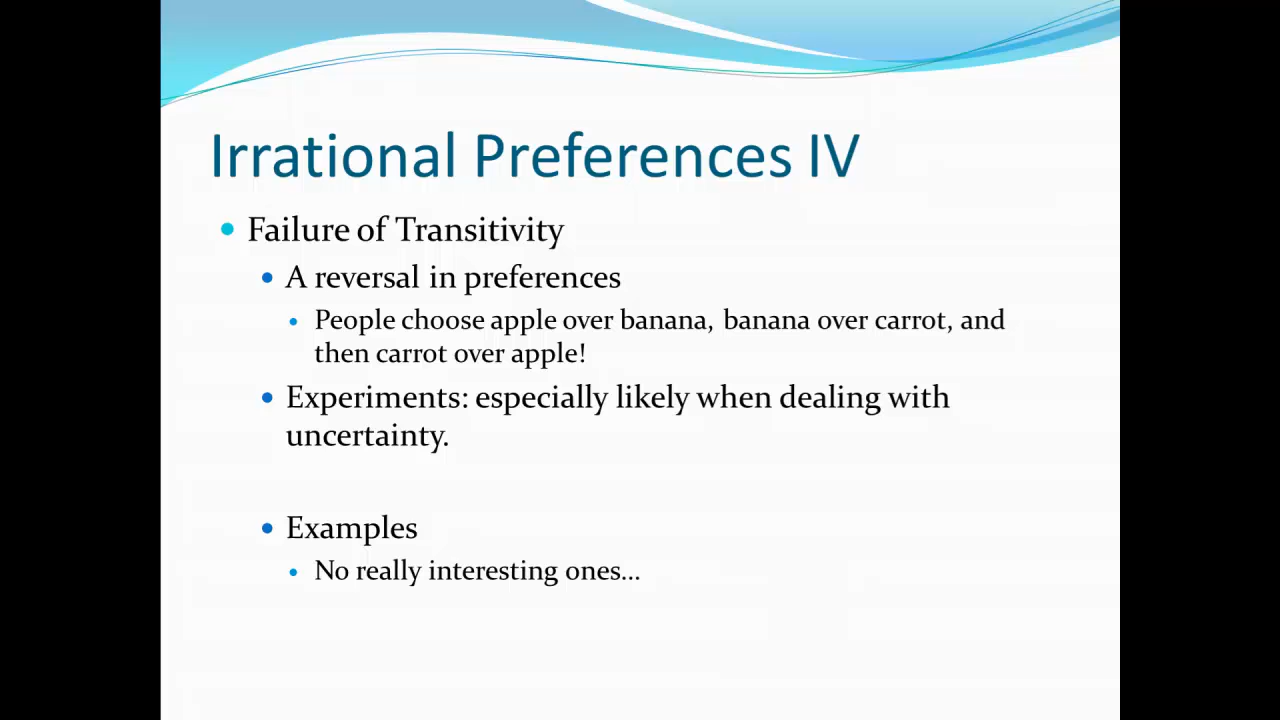 Irrational Preferences IV
Failure of Transitivity
A reversal in preferences
People choose apple over banana, banana over carrot, and
then carrot over apple!
Experiments: especially likely when dealing with
uncertainty.
Examples
No really interesting ones...